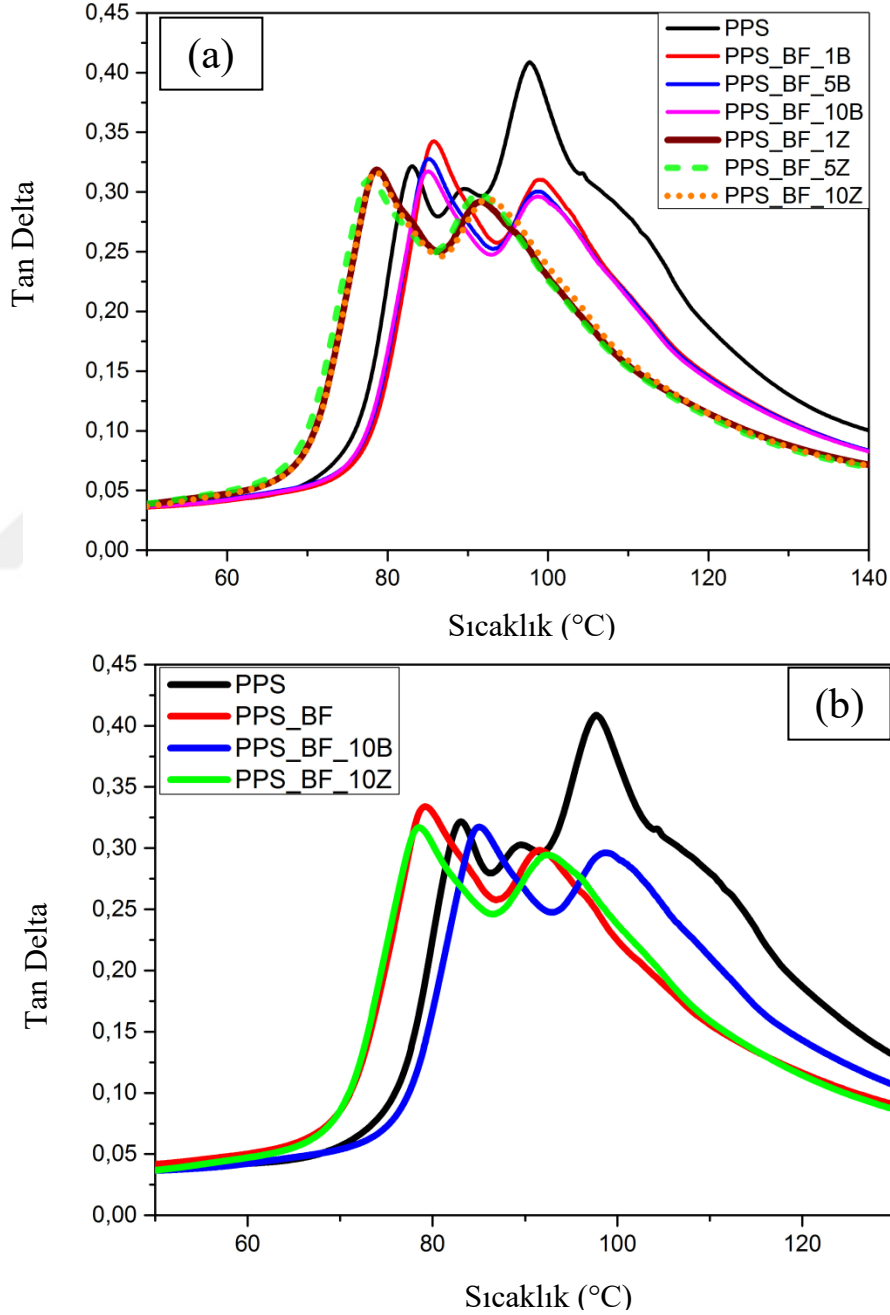 (a)
PPS
PPS_BF_1B
PPS_BF_5B
PPS_BF_10B
PPS_BF_1Z
PPS_BF_5Z
PPS_BF_10Z
0,45
0,40
0,35
0,30
0,25
0,20
0,15
0,10
0,05
0,00
Tan Delta
60 80 100 120 140
Sıcaklık (°C)
(b)
PPS
PPS_BF
PPS_BF_10B
PPS_BF_10Z
0,45
0,40
0,35
0,30
0,25
0,20
0,15
0,10
0,05
0,00
Tan Delta
60 80 100 120
Sıcaklık (°C)